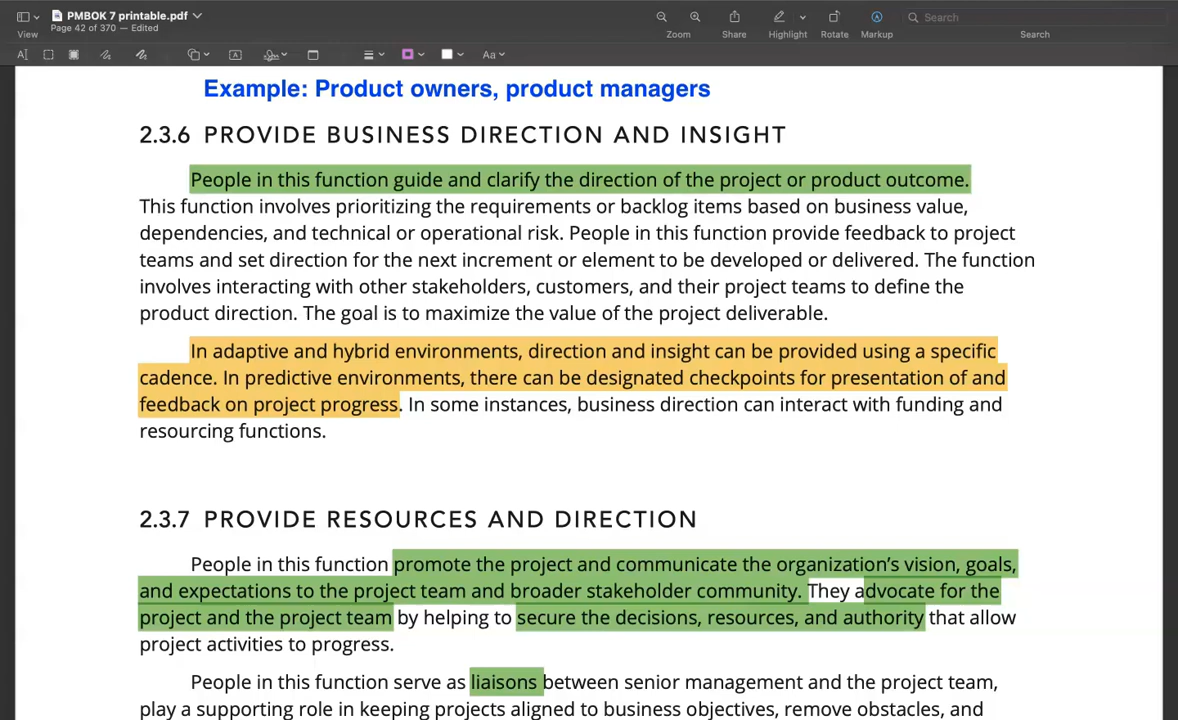 PMBOK 7 printable.pdf
Page 42 of 370 — Edited
View
Zoom
Share
Highlight
Rotate
Markup
Search
Search
A
Aa
Example: Product owners, product managers
2.3.6 PROVIDE BUSINESS DIRECTION AND INSIGHT
People in this function guide and clarify the direction of the project or product outcome.
This function involves prioritizing the requirements or backlog items based on business value,
dependencies, and technical or operational risk. People in this function provide feedback to project
teams and set direction for the next increment or element to be developed or delivered. The function
involves interacting with other stakeholders, customers, and their project teams to define the
product direction. The goal is to maximize the value of the project deliverable.
In adaptive and hybrid environments, direction and insight can be provided using a specific
cadence. In predictive environments, there can be designated checkpoints for presentation of and
feedback on project progress. In some instances, business direction can interact with funding and
resourcing functions.
2.3.7 PROVIDE RESOURCES AND DIRECTION
People in this function promote the project and communicate the organization’s vision, goals,
and expectations to the project team and broader stakeholder community. They advocate for the
project and the project team by helping to secure the decisions, resources, and authority that allow
project activities to progress.
People in this function serve as liaisons between senior management and the project team,
play a supporting role in keeping projects aligned to business objectives, remove obstacles, and